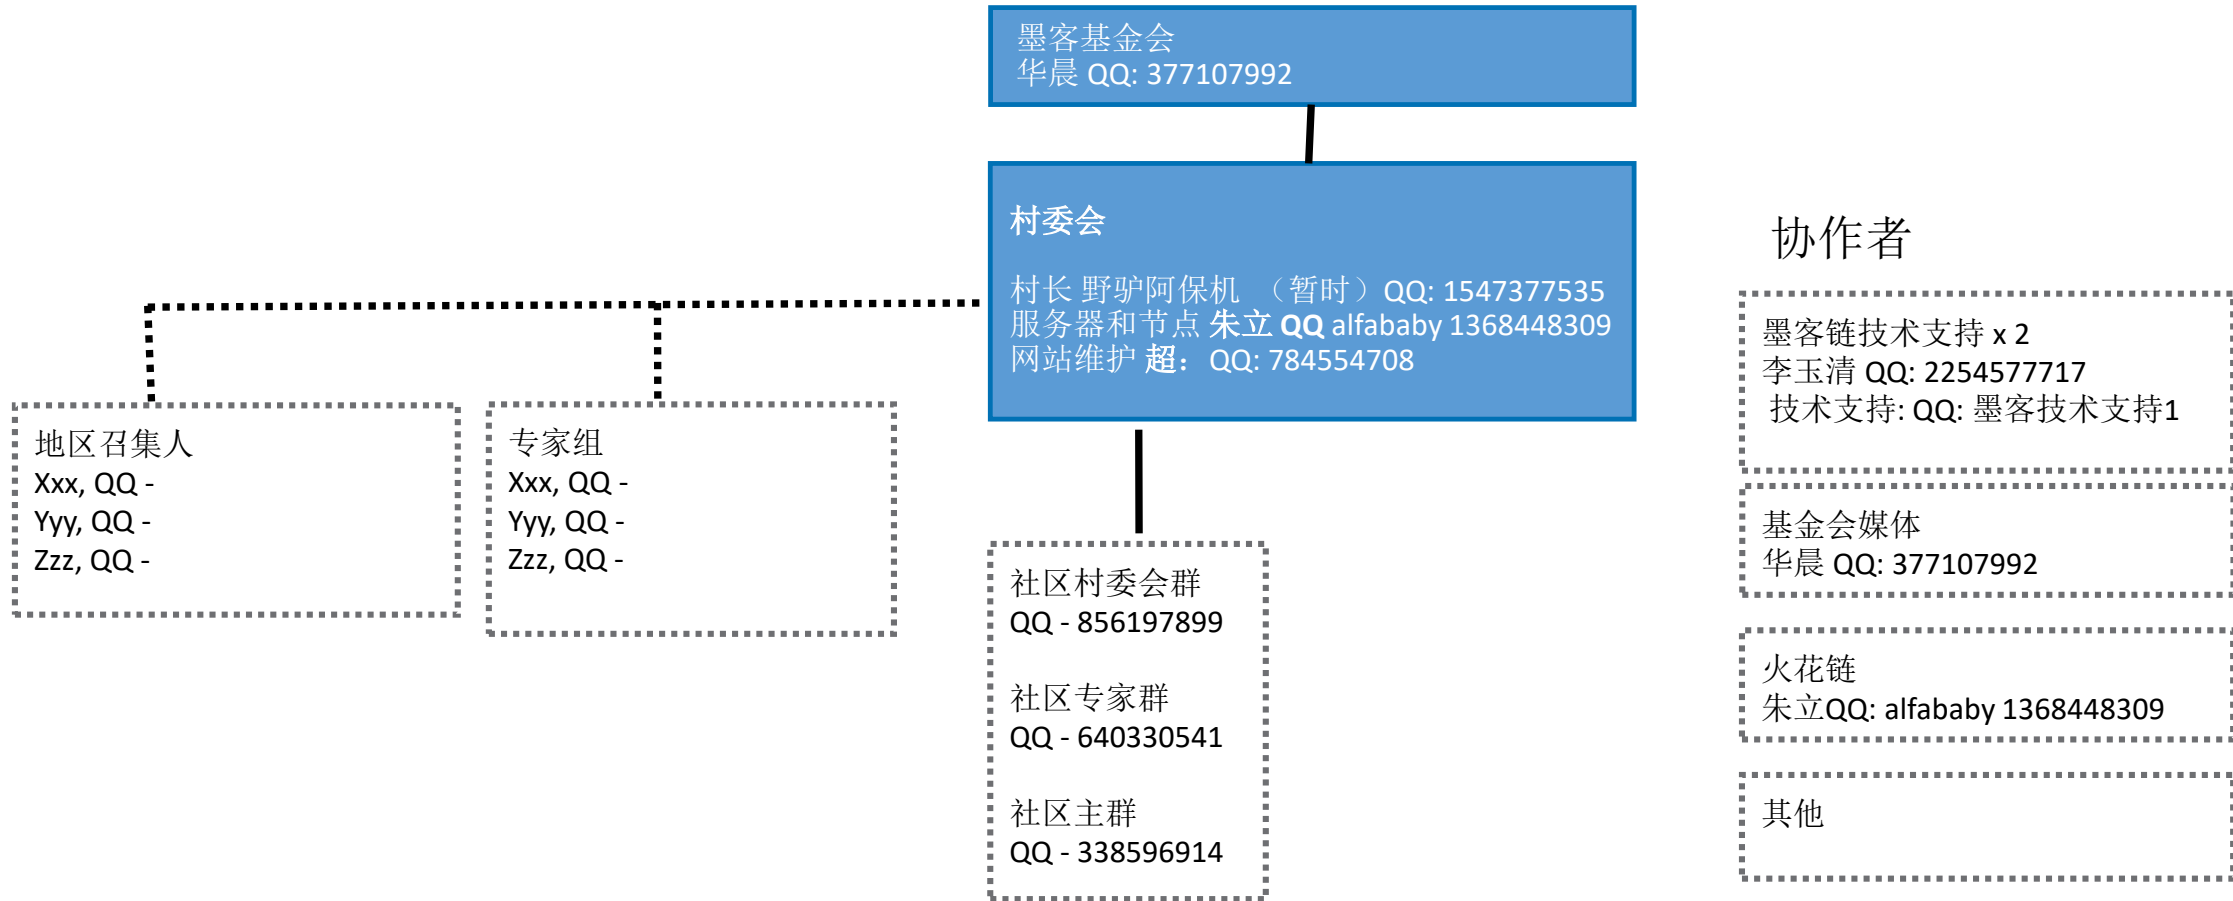 墨客基金会
华晨 QQ: 377107992
村委会
村长 野驴阿保机 （暂时）QQ: 1547377535
服务器和节点 朱立 QQ alfababy 1368448309
网站维护 超：QQ: 784554708
地区召集人
Xxx, QQ -
Yyy, QQ -
Zzz, QQ -
专家组
Xxx, QQ -
Yyy, QQ -
Zzz, QQ -
社区村委会群
QQ - 856197899
社区专家群
QQ - 640330541
社区主群
QQ - 338596914
协作者
墨客链技术支持 x 2
李玉清 QQ: 2254577717
技术支持: QQ: 墨客技术支持1
基金会媒体
华晨 QQ: 377107992
火花链
朱立QQ: alfababy 1368448309
其他